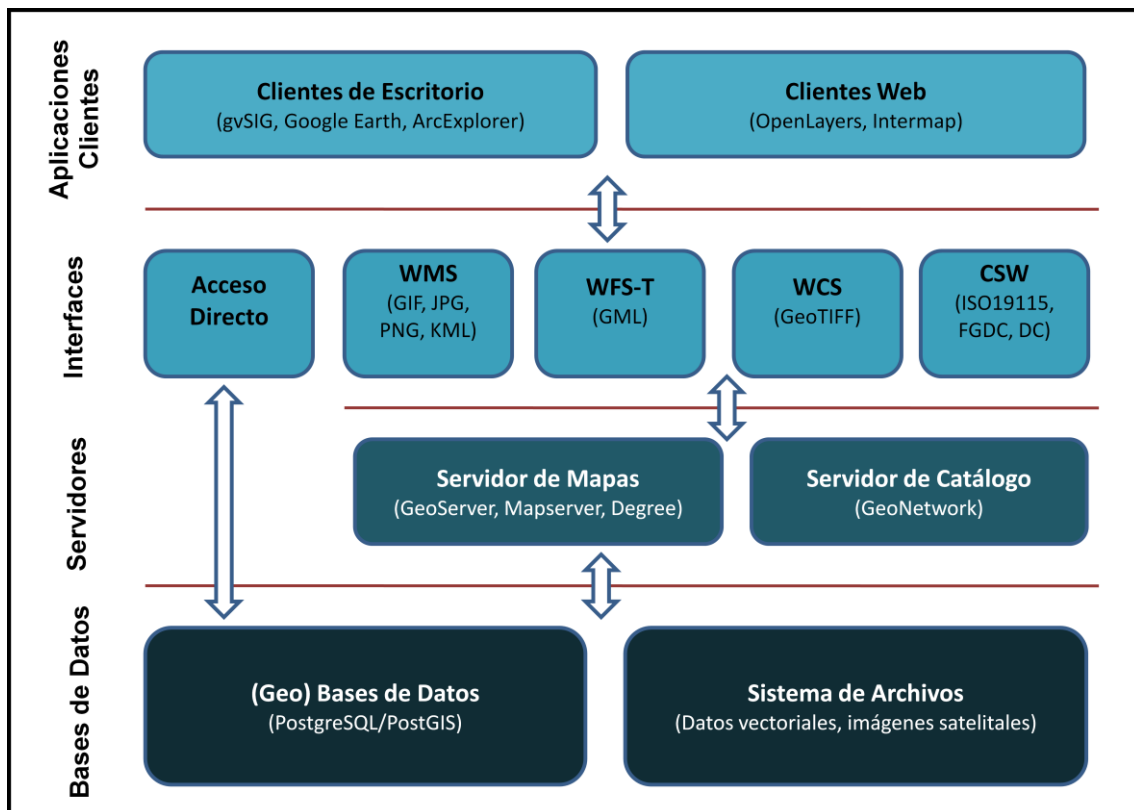 Aplicaciones
Clientes
Clientes de Escritorio
(gvSIG, Google Earth, ArcExplorer)
Clientes Web
(OpenLayers, Intermap)
Interfaces
Acceso
Directo
WMS
(GIF, JPG,
PNG, KML)
WFS-T
(GML)
WCS
(GeoTIFF)
CSW
(ISO19115,
FGDC, DC)
Servidores
Servidor de Mapas
(GeoServer, Mapserver, Degree)
Servidor de Catálogo
(GeoNetwork)
Bases de Datos
(Geo) Bases de Datos
(PostgreSQL/PostGIS)
Sistema de Archivos
(Datos vectoriales, imágenes satelitales)